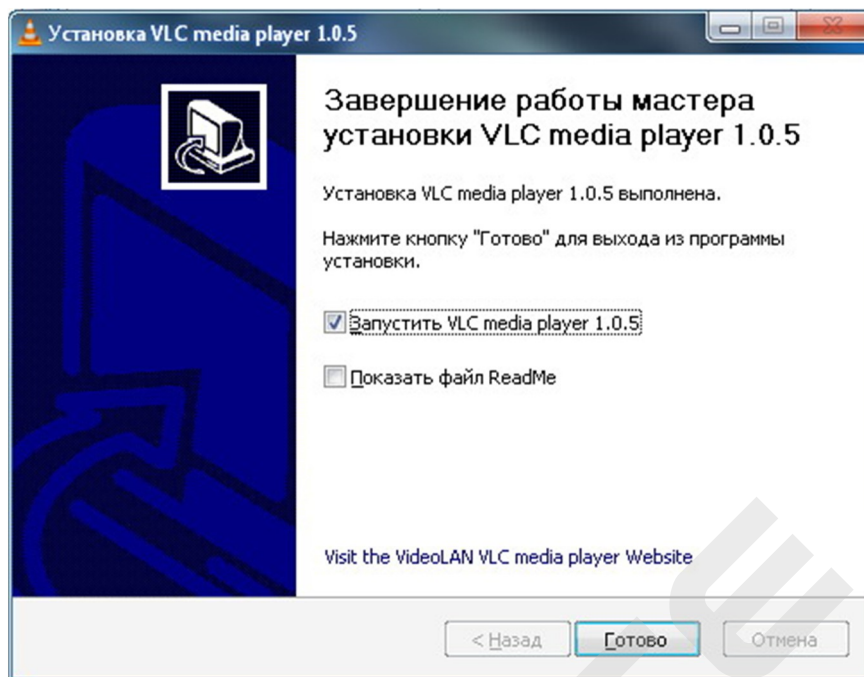 Установка VLC media player 1.0.5
Завершение работы мастера
установки VLC media player 1.0.5
Установка VLC media player 1.0.5 выполнена.
Нажмите кнопку "Готово" для выхода из программы
установки.
Запустить VLC media player 1.0.5
Показать файл ReadMe
Visit the VideoLAN VLC media player Website
< Назад
Готово
Отмена